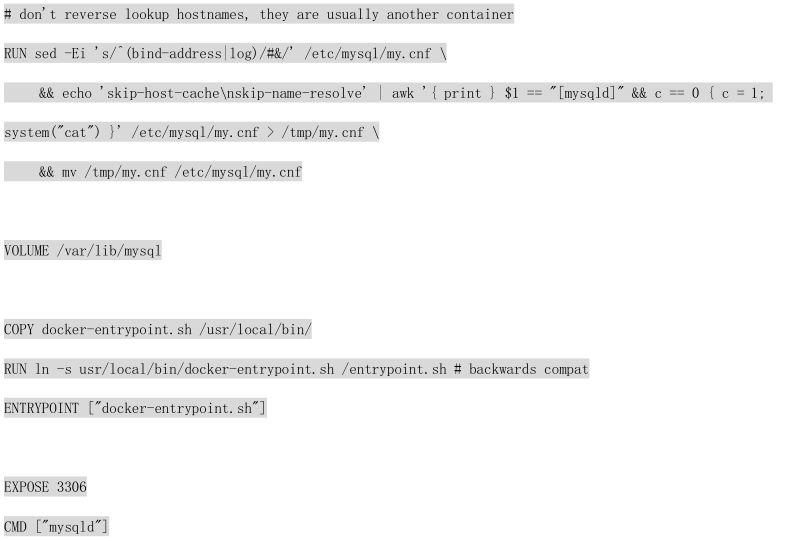 # don't reverse lookup hostnames, they are usually another container
RUN sed -Ei 's/^(bind-address|log)/#&/' /etc/mysql/my.cnf \
&& echo 'skip-host-cache\nskip-name-resolve' | awk '{ print } $1 == "[mysqld]" && c == 0 { c = 1;
system("cat") }' /etc/mysql/my.cnf > /tmp/my.cnf \
&& mv /tmp/my.cnf /etc/mysql/my.cnf
VOLUME /var/lib/mysql
COPY docker-entrypoint.sh /usr/local/bin/
RUN ln -s usr/local/bin/docker-entrypoint.sh /entrypoint.sh # backwards compat
ENTRYPOINT ["docker-entrypoint.sh"]
EXPOSE 3306
CMD ["mysqld"]